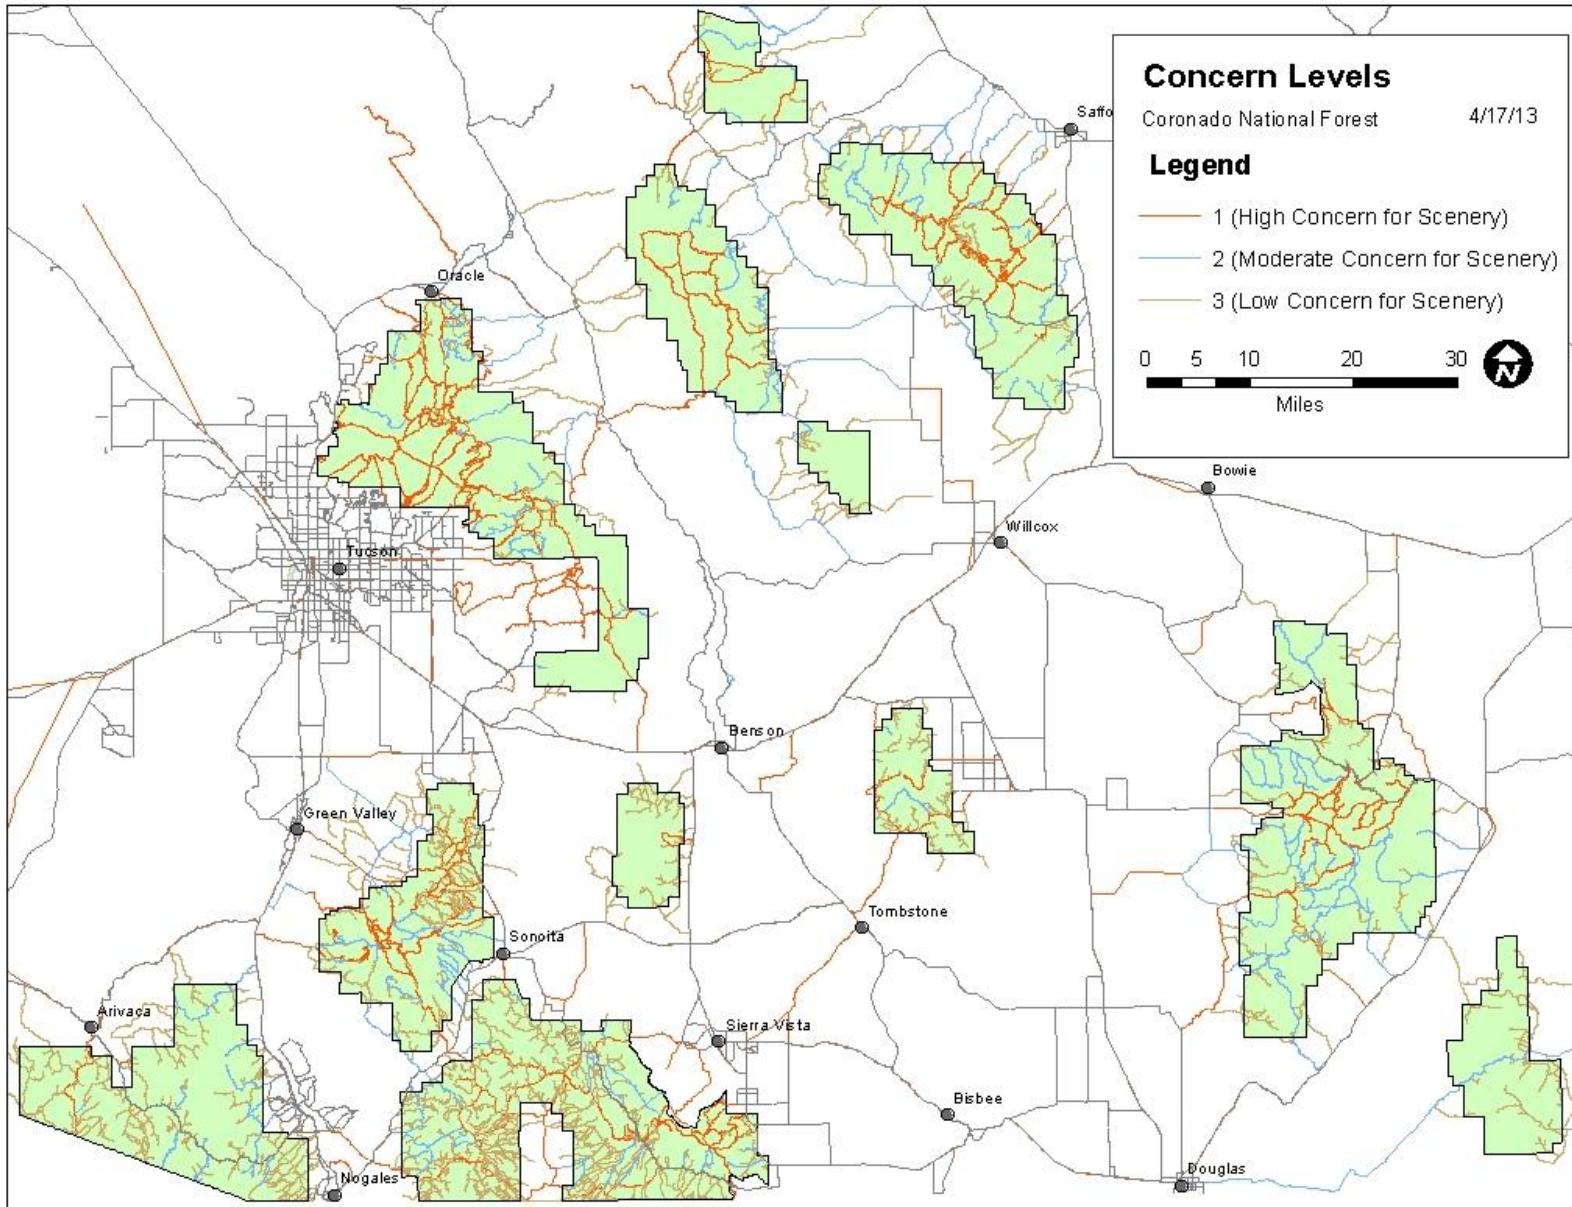 Concern Levels
Coronado National Forest 4/17/13
Legend
1 (High Concern for Scenery)
2 (Moderate Concern for Scenery)
3 (Low Concern for Scenery)
0 5 10 20 30
Miles
N
Saffo
Oracle
Bowie
Willcox
Tucson
Benson
Green Valley
Tombstone
Sonoita
Arivaca
Sierra Vista
Bisbee
Douglas
Nogales